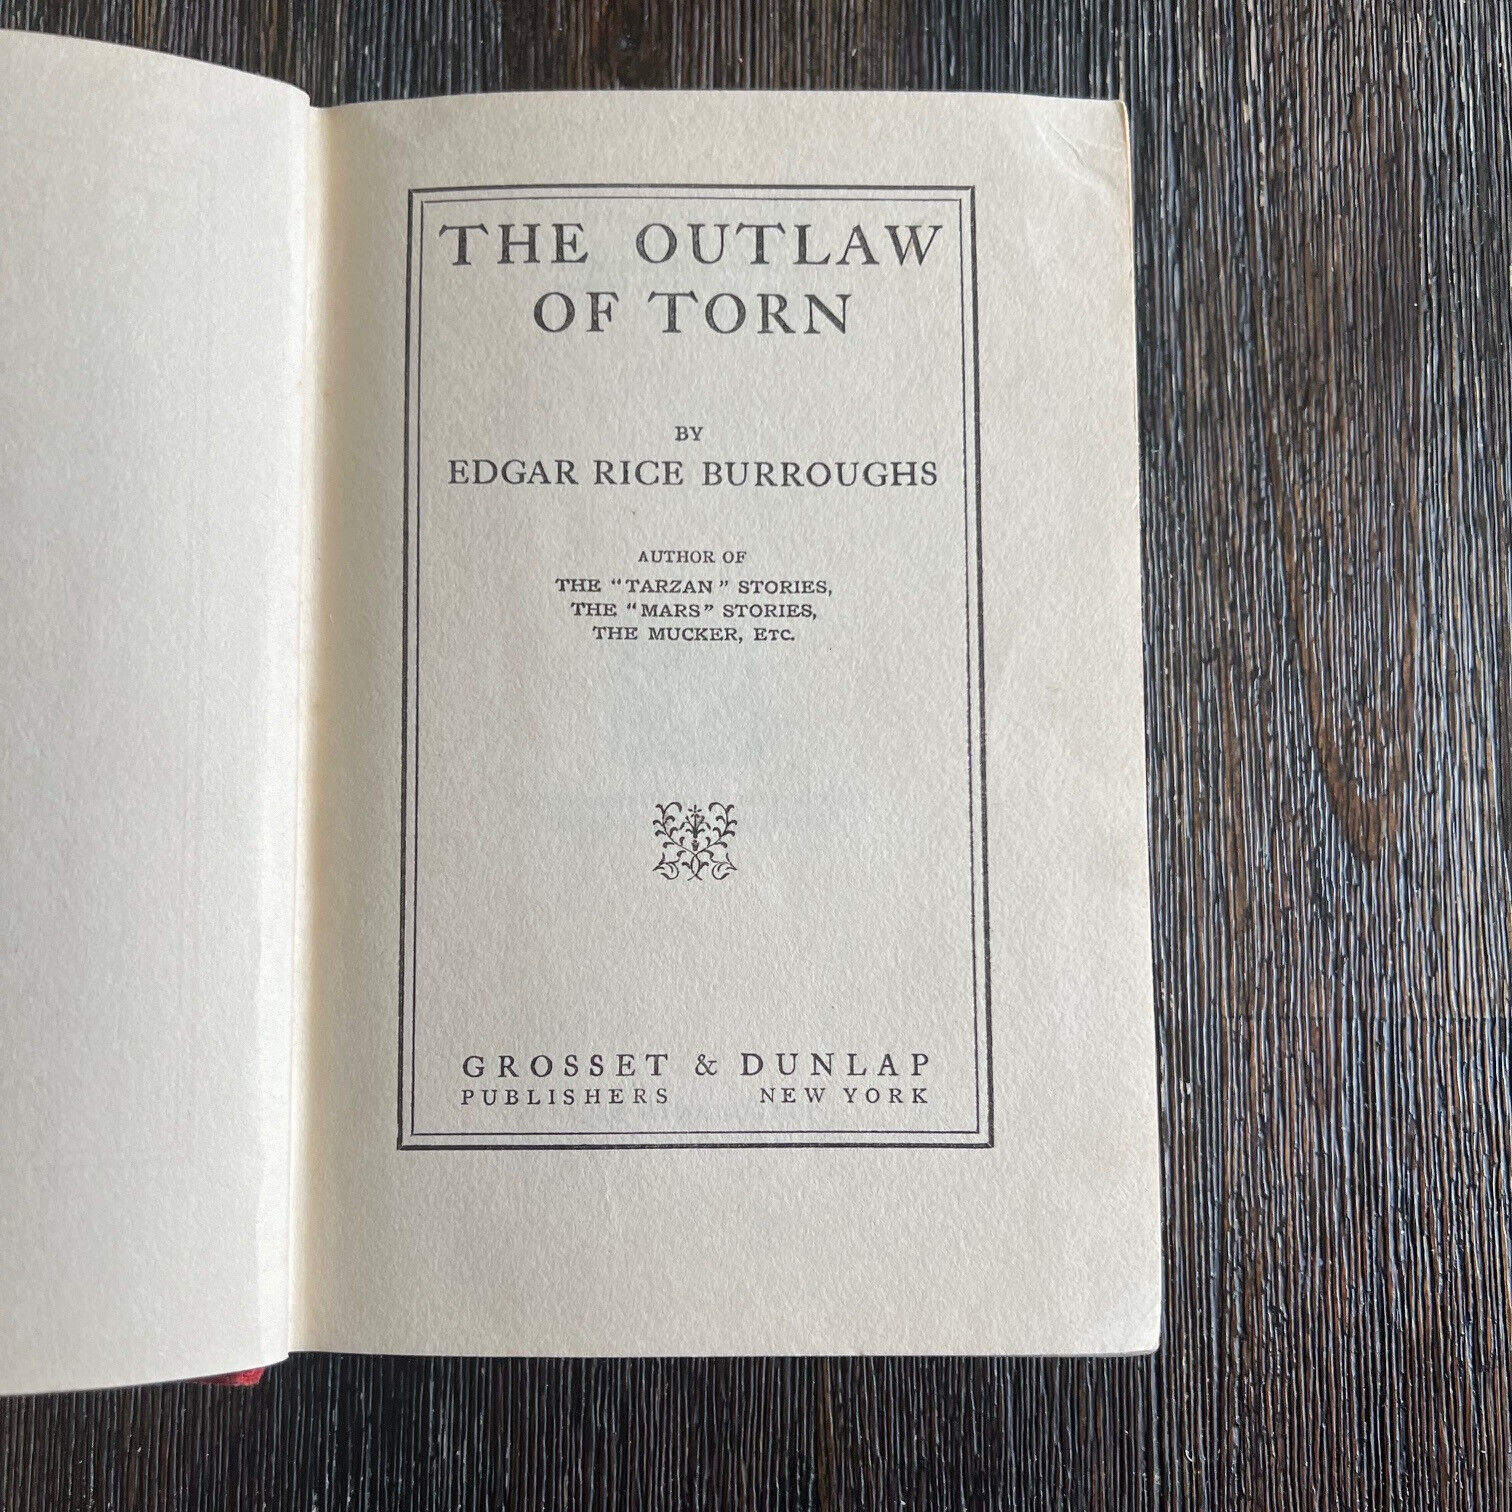 THE OUTLAW
OF TORN
BY
EDGAR RICE BURROUGHS
AUTHOR OF
THE "TARZAN" STORIES,
THE "MARS" STORIES,
THE MUCKER, ETC.
GROSSET & DUNLAP
PUBLISHERS NEW YORK